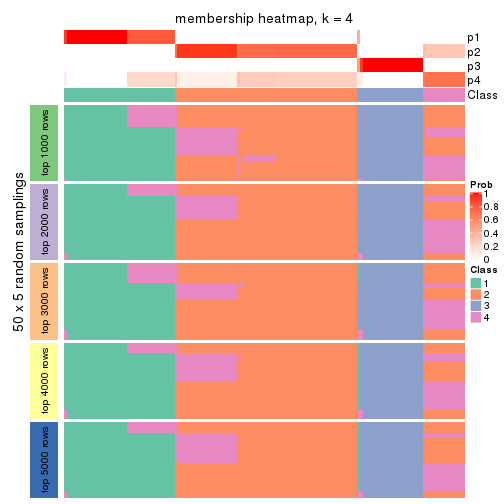 membership heatmap, k = 4
p1
p2
p3
p4
Class
50 x 5 random samplings
top 1000 rows
top 2000 rows
top 3000 rows
top 4000 rows
top 5000 rows
Prob
1
0.8
0.6
0.4
0.2
0
Class
1
2
3
4